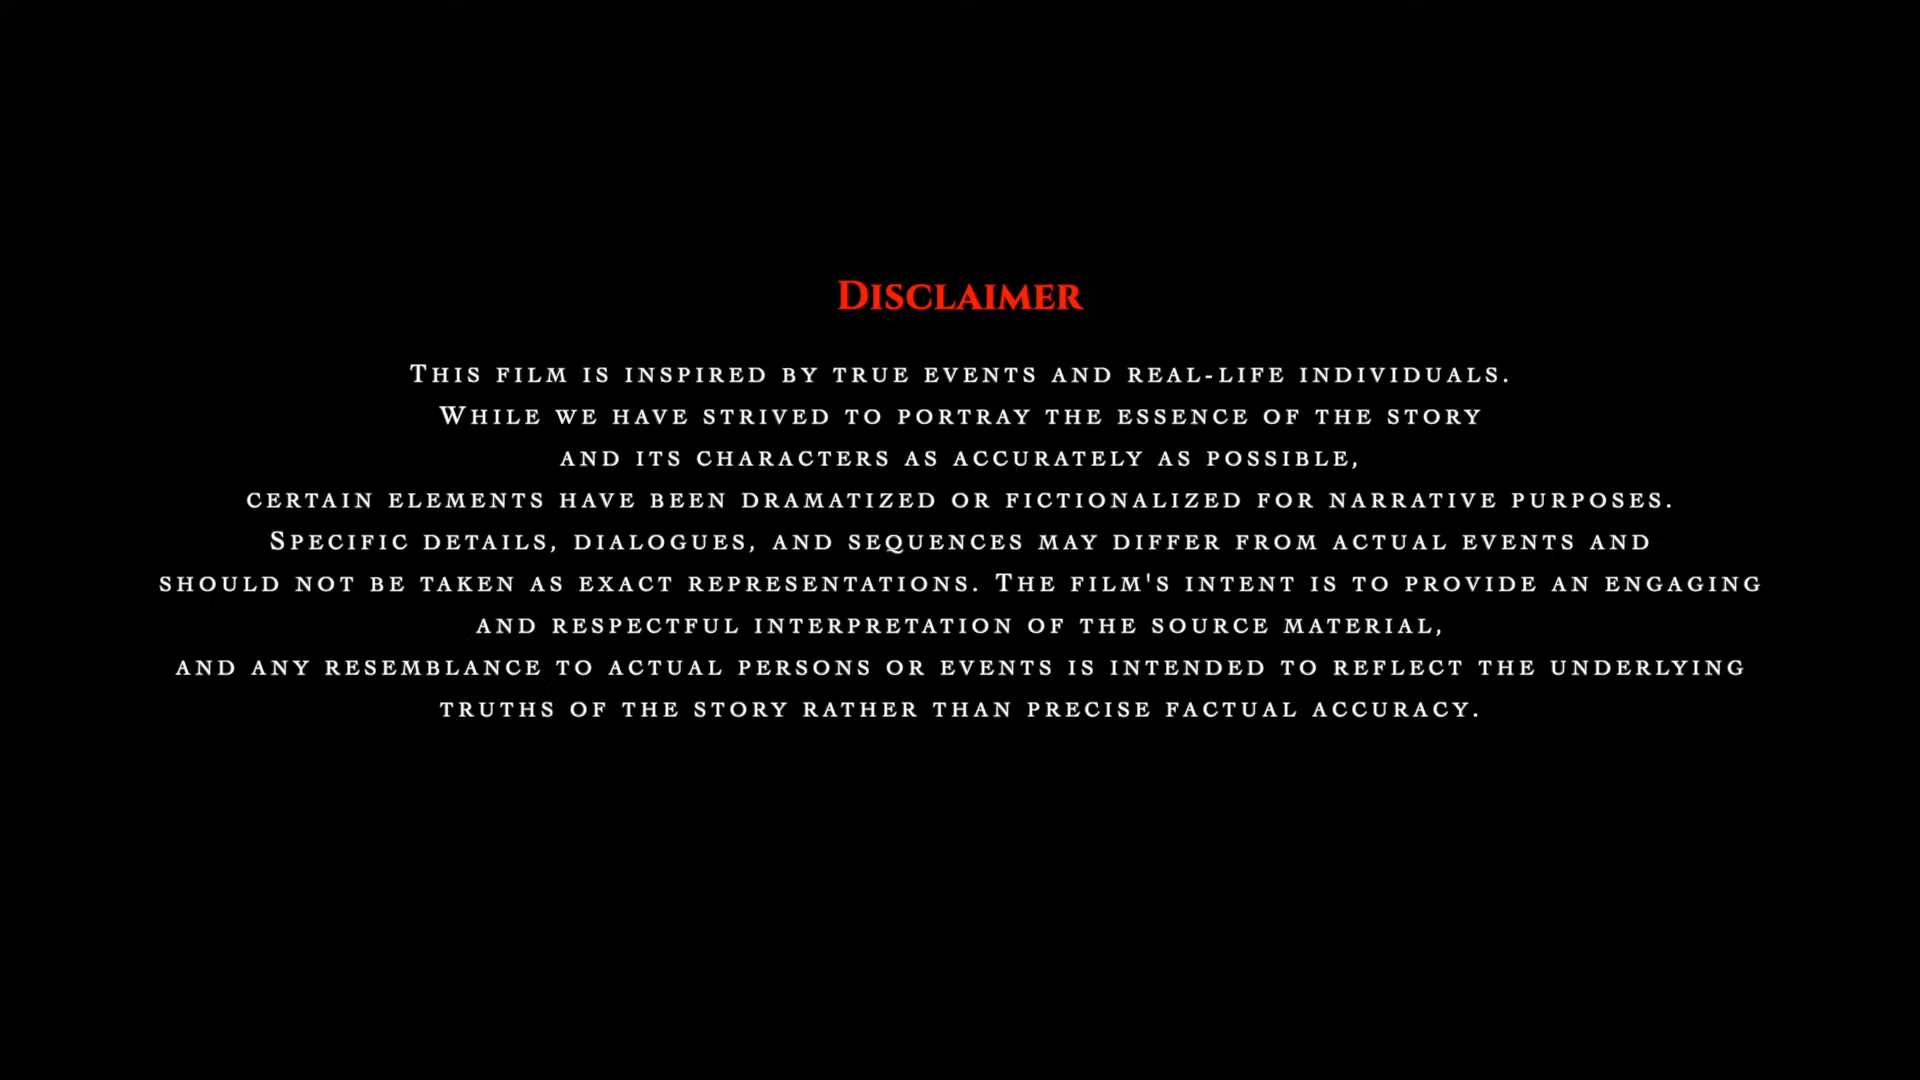 Disclaimer
This film is inspired by true events and real-life individuals.
While we have strived to portray the essence of the story
and its characters as accurately as possible,
certain elements have been dramatized or fictionalized for narrative purposes.
Specific details, dialogues, and sequences may differ from actual events and
should not be taken as exact representations. The film's intent is to provide an engaging
and respectful interpretation of the source material,
and any resemblance to actual persons or events is intended to reflect the underlying
truths of the story rather than precise factual accuracy.